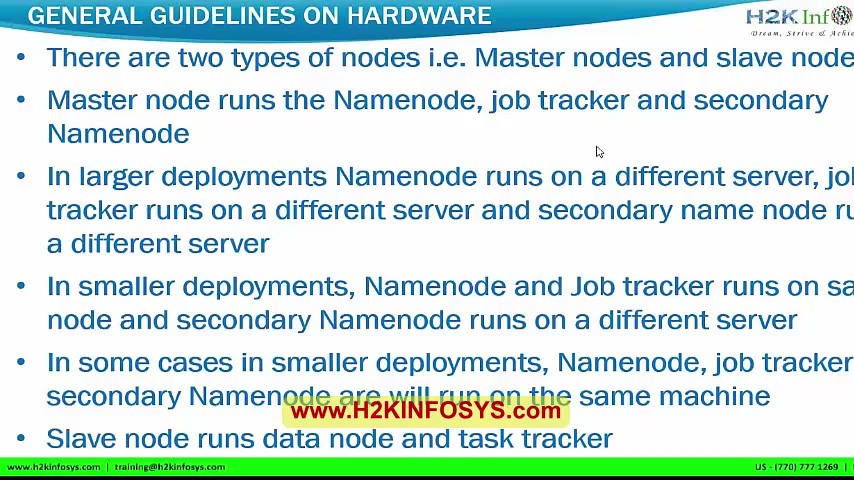 GENERAL GUIDELINES ON HARDWARE
H2K Inf
Dream, Strive & Achie
• There are two types of nodes i.e. Master nodes and slave node
• Master node runs the Namenode, job tracker and secondary
Namenode
• In larger deployments Namenode runs on a different server, jo
tracker runs on a different server and secondary name node ru
a different server
• In smaller deployments, Namenode and Job tracker runs on sa
node and secondary Namenode runs on a different server
• In some cases in smaller deployments, Namenode, job tracker
secondary Namenode are will run on the same machine
www.H2KINFOSYS.com
• Slave node runs data node and task tracker
www.h2kinfosys.com | training@h2kinfosys.com
US - (770) 777 1269 |